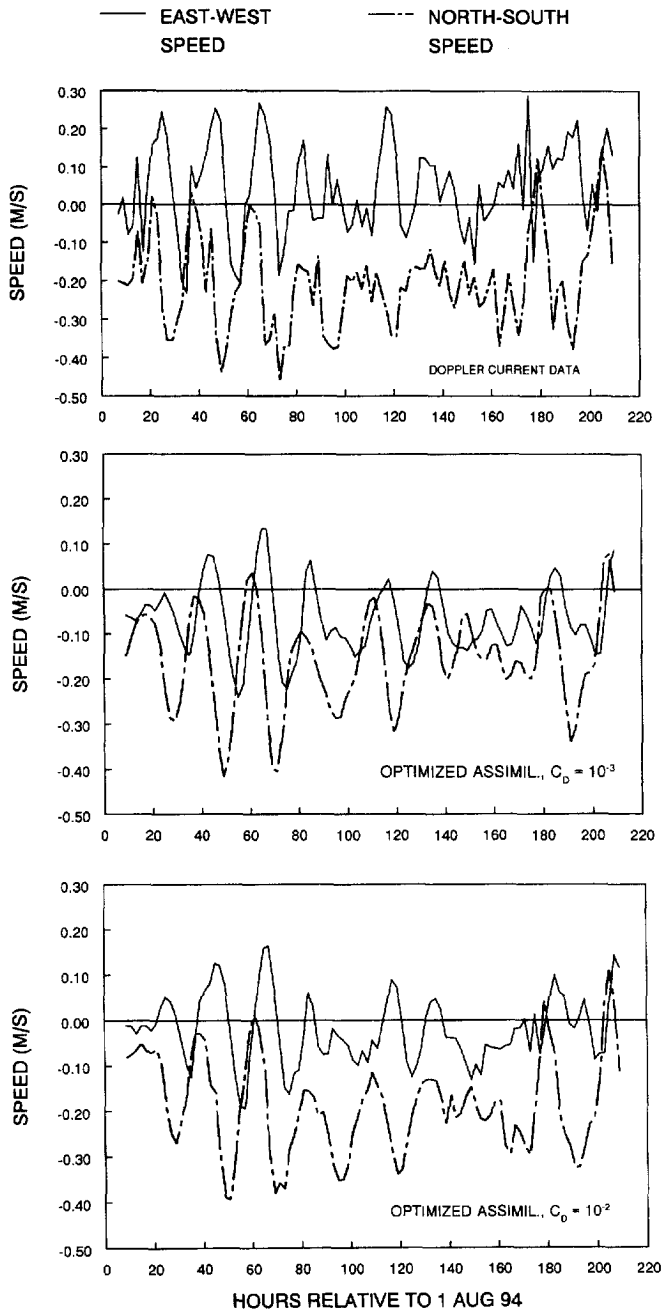 EAST-WEST SPEED
NORTH-SOUTH SPEED
0.30
0.20
0.10
0.00
-0.10
-0.20
-0.30
-0.40
-0.50
SPEED (M/S)
DOPPLER CURRENT DATA
0 20 40 60 80 100 120 140 160 180 200 220
0.30
0.20
0.10
0.00
-0.10
-0.20
-0.30
-0.40
-0.50
SPEED (M/S)
OPTIMIZED ASSIMIL., C_D = 10⁻³
0 20 40 60 80 100 120 140 160 180 200 220
0.30
0.20
0.10
0.00
-0.10
-0.20
-0.30
-0.40
-0.50
SPEED (M/S)
OPTIMIZED ASSIMIL., C_D = 10⁻²
0 20 40 60 80 100 120 140 160 180 200 220
HOURS RELATIVE TO 1 AUG 94